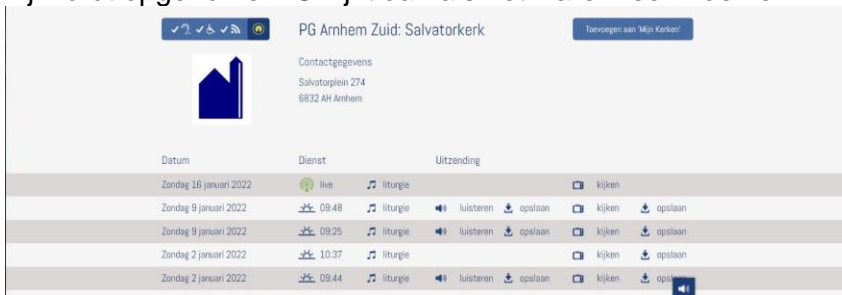 PG Arnhem Zuid: Salvatorkerk
Toevoegen aan 'Mijn Kerken'
Contactgegevens
Salvatorplein 274
6832 AH Arnhem
Datum Dienst Uitzending
Zondag 16 januari 2022 live liturgie kijken
Zondag 9 januari 2022 09:48 liturgie luisteren opslaan kijken opslaan
Zondag 9 januari 2022 09:25 liturgie luisteren opslaan kijken opslaan
Zondag 2 januari 2022 10:37 liturgie kijken opslaan
Zondag 2 januari 2022 09:44 liturgie luisteren opslaan kijken